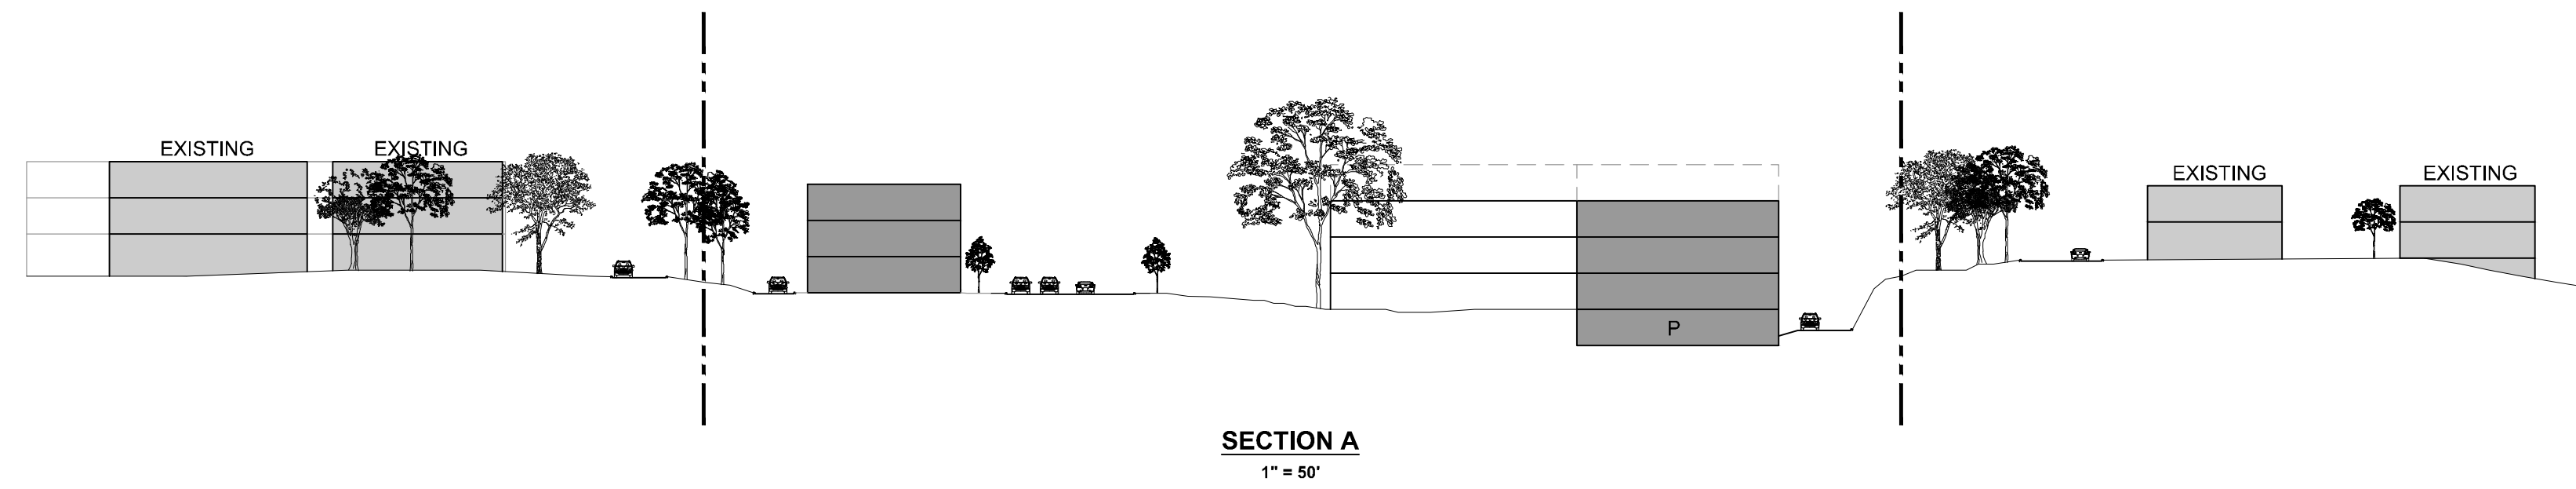 EXISTING
EXISTING
EXISTING
EXISTING
P
SECTION A
1" = 50'